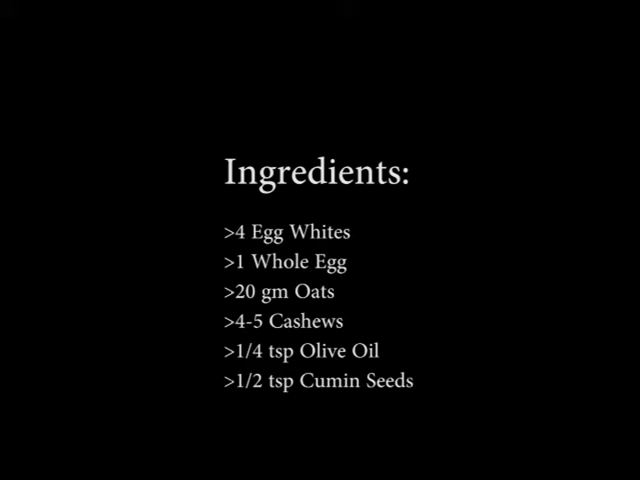 Ingredients:
>4 Egg Whites
>1 Whole Egg
>20 gm Oats
>4-5 Cashews
>1/4 tsp Olive Oil
>1/2 tsp Cumin Seeds